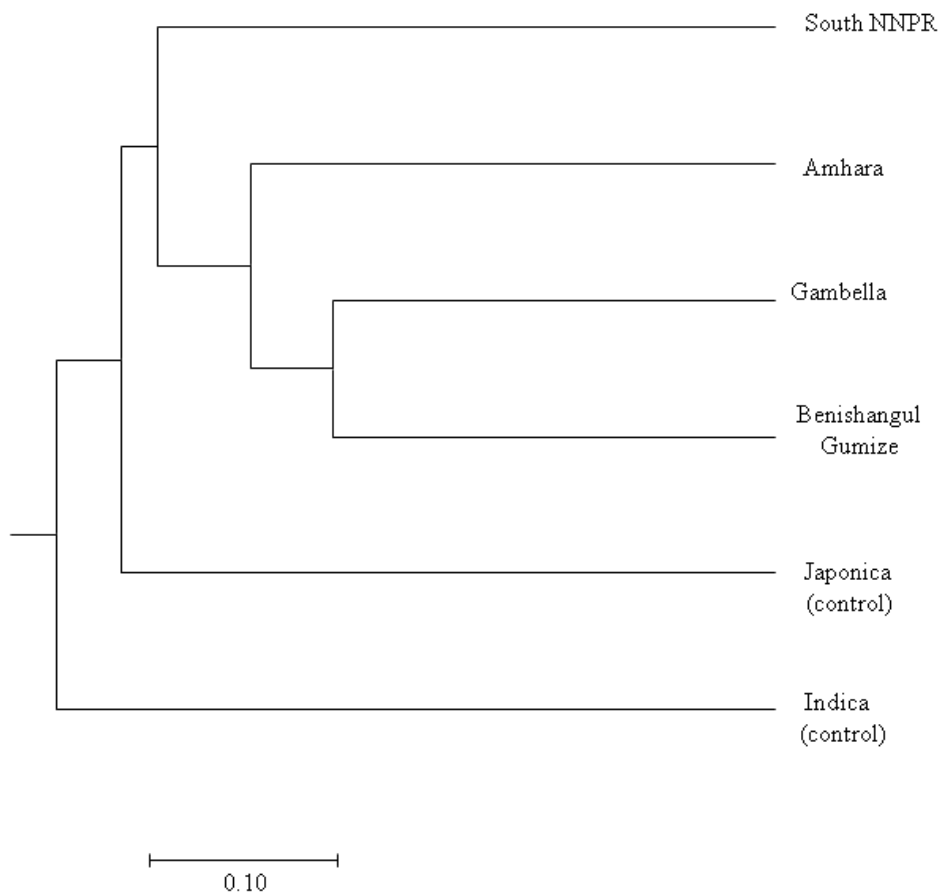 South NNPR
Amhara
Gambella
Benishangul
Gumize
Japonica
(control)
Indica
(control)
0.10